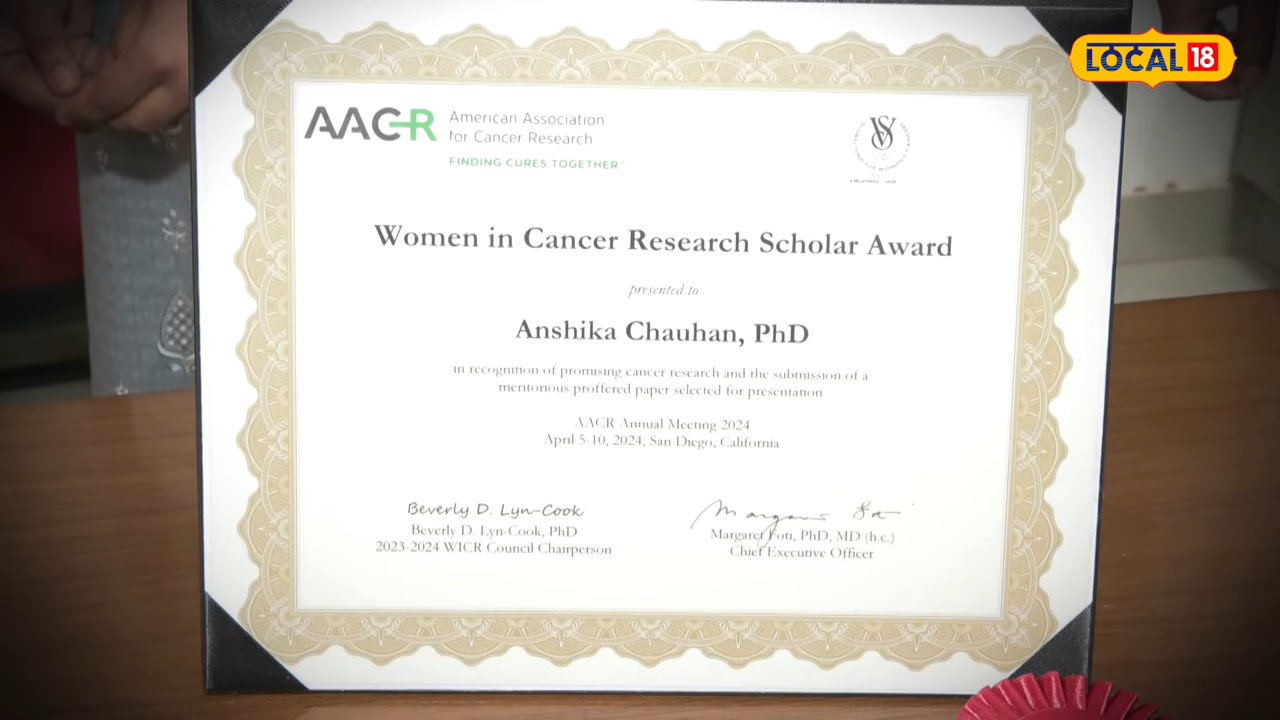 LOCAL 18
AACR American Association
for Cancer Research
FINDING CURES TOGETHER™
VS
Women in Cancer Research Scholar Award
presented to
Anshika Chauhan, PhD
in recognition of promising cancer research and the submission of a
meritorious proffered paper selected for presentation
AACR Annual Meeting 2024
April 5-10, 2024, San Diego, California
Beverly D. Lyn-Cook
Beverly D. Lyn-Cook, PhD
2023-2024 WICR Council Chairperson
Margaret Foti, PhD, MD (h.c.)
Chief Executive Officer